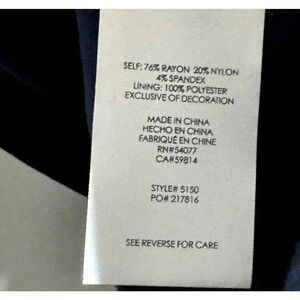 SELF: 76% RAYON 20% NYLON
4% SPANDEX
LINING: 100% POLYESTER
EXCLUSIVE OF DECORATION
MADE IN CHINA
HECHO EN CHINA
FABRIQUÉ EN CHINE
RN#54077
CA#59814
STYLE# 5150
PO# 217816
SEE REVERSE FOR CARE